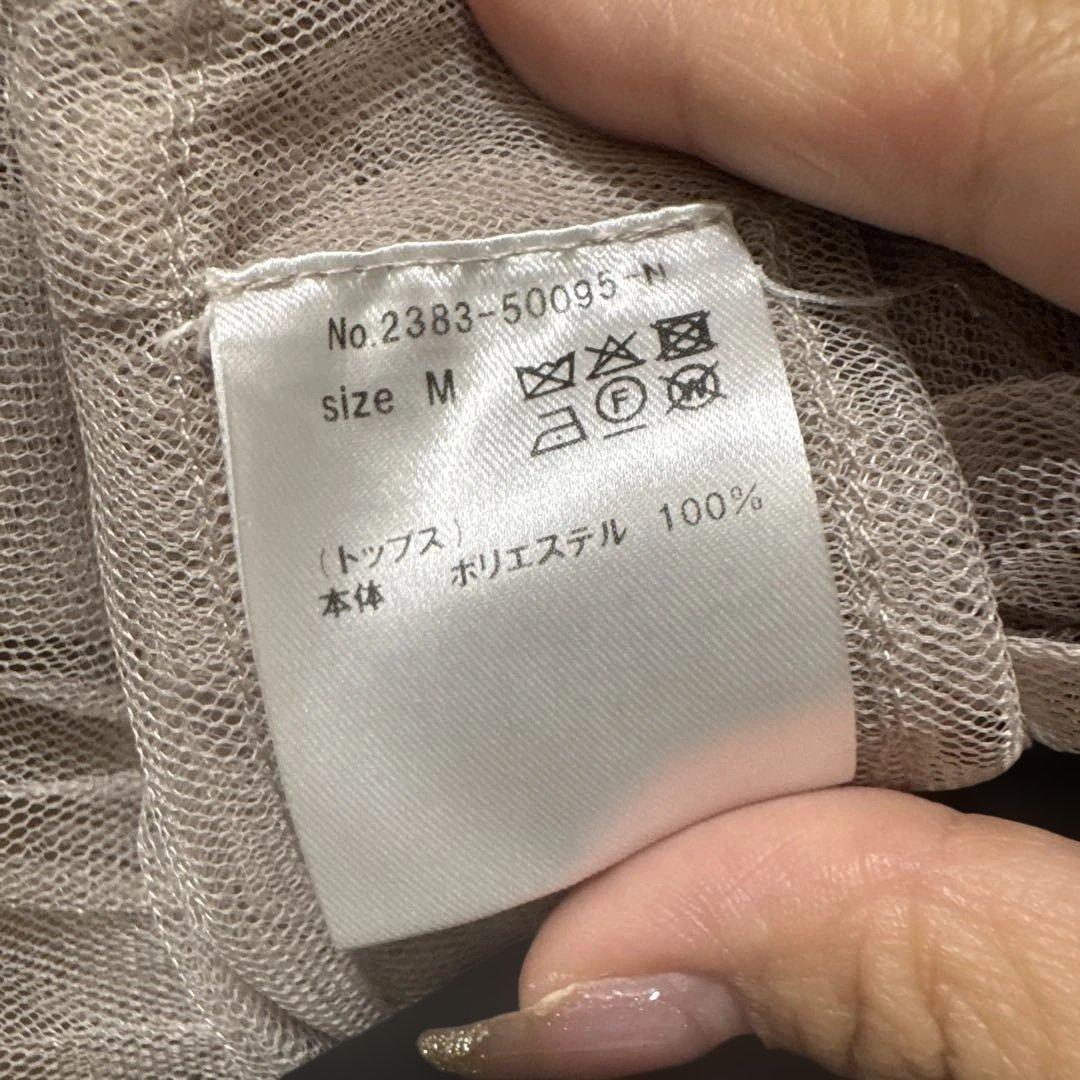 No.2383-50095-N
size M
F
W
(トップス)
本体 ポリエステル 100%